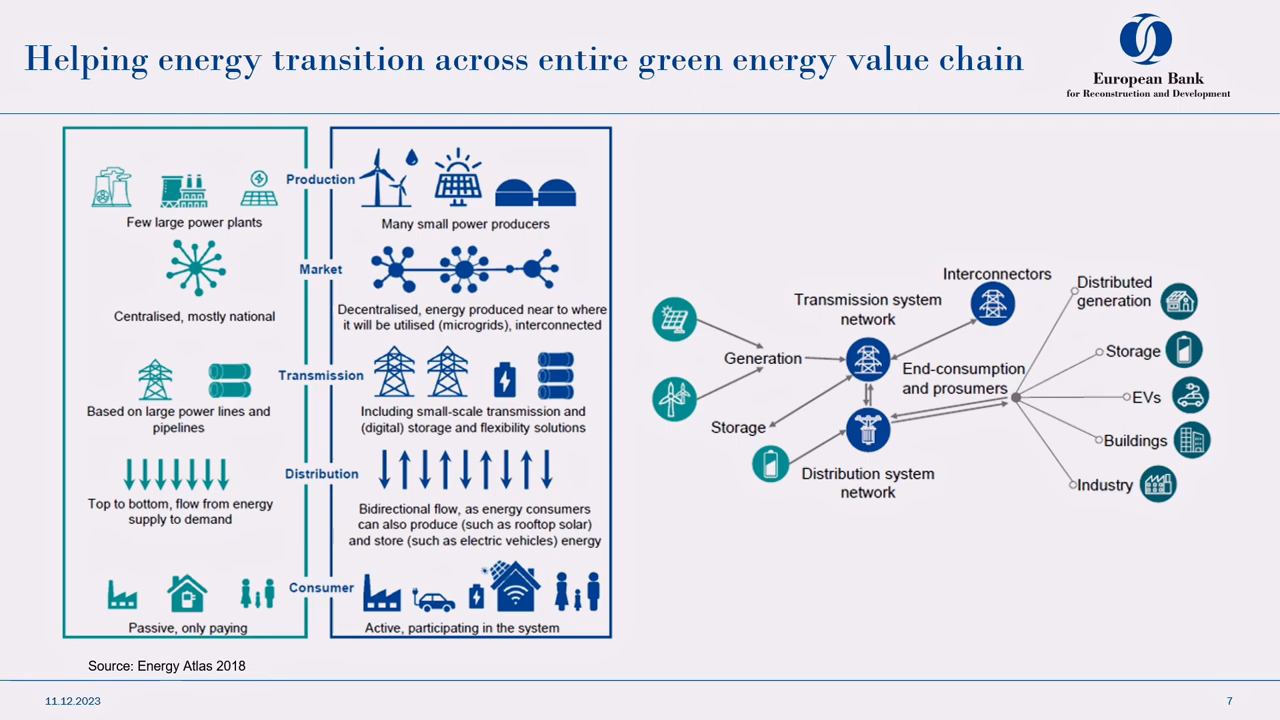 Helping energy transition across entire green energy value chain
European Bank
for Reconstruction and Development
Production
Few large power plants
Many small power producers
Market
Centralised, mostly national
Decentralised, energy produced near to where
it will be utilised (microgrids), interconnected
Transmission
Based on large power lines and
pipelines
Including small-scale transmission and
(digital) storage and flexibility solutions
Distribution
Top to bottom, flow from energy
supply to demand
Bidirectional flow, as energy consumers
can also produce (such as rooftop solar)
and store (such as electric vehicles) energy
Consumer
Passive, only paying
Active, participating in the system
Source: Energy Atlas 2018
Generation
Storage
Transmission system
network
Interconnectors
Distribution system
network
End-consumption
and prosumers
Distributed
generation
Storage
EVs
Buildings
Industry
11.12.2023
7